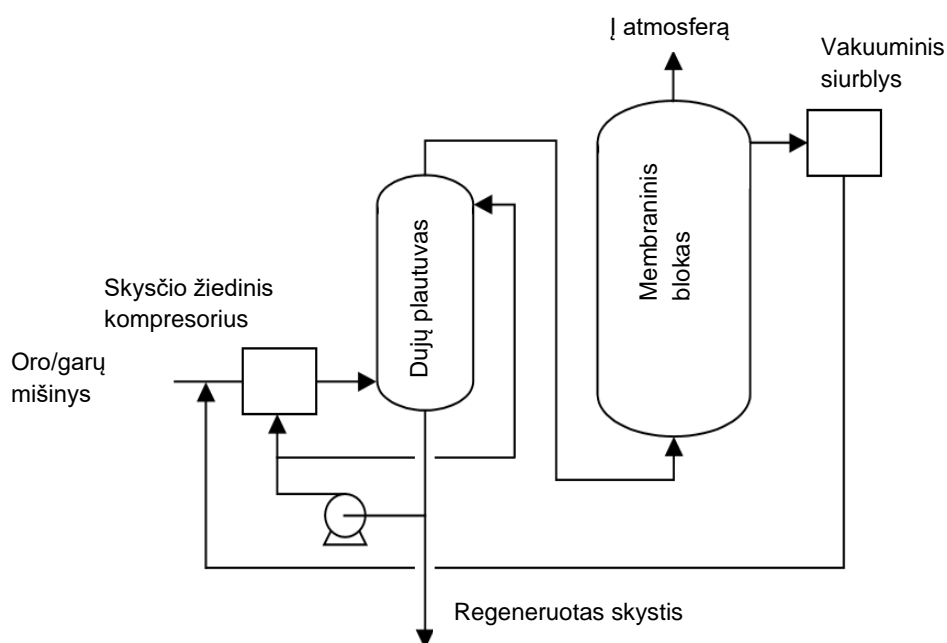 Į atmosferą
Vakuuminis
siurblys
Membraninis
blokas
Dujų plautuvas
Skysčio žiedinis
kompresorius
Oro/garų
mišinys
Regeneruotas skystis